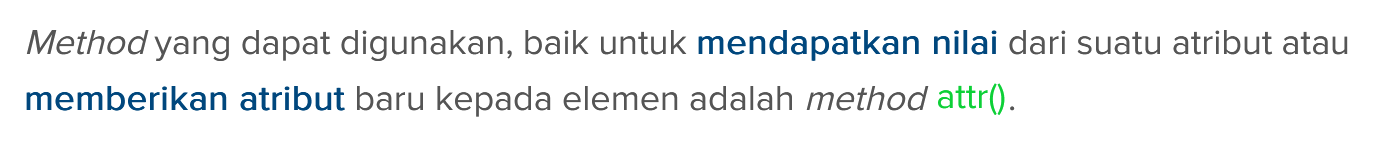 Method yang dapat digunakan, baik untuk mendapatkan nilai dari suatu atribut atau
memberikan atribut baru kepada elemen adalah method attr().